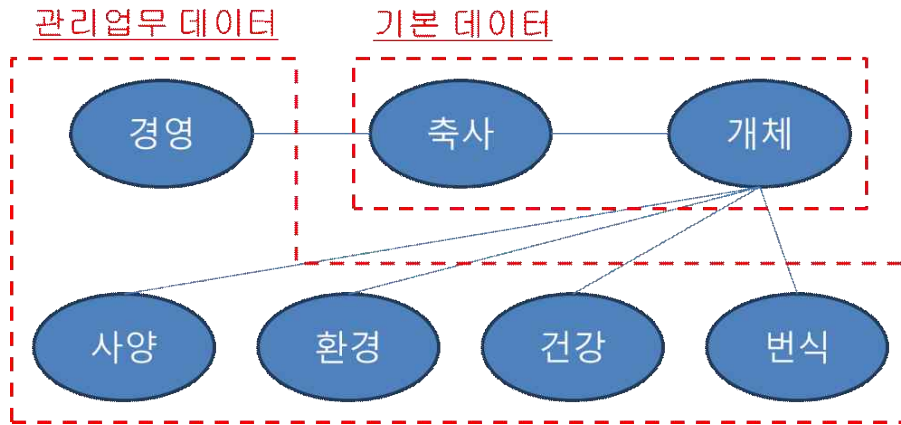 관리업무 데이터
기본 데이터
경영
축사
개체
사양
환경
건강
번식